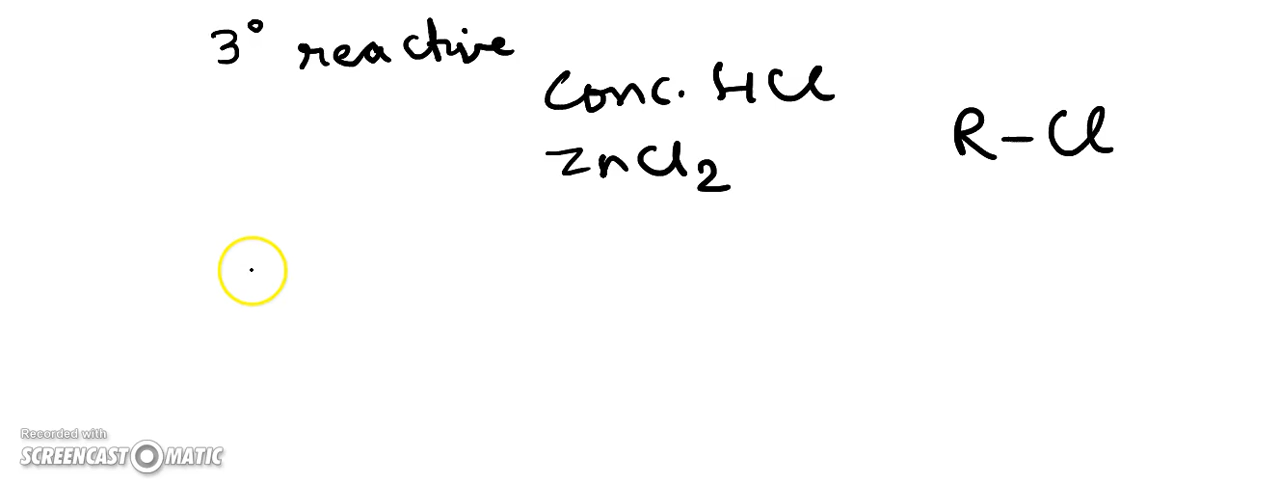 3° reactive
Conc. HCl
ZnCl2
R-Cl
Recorded with
SCREENCAST-O-MATIC